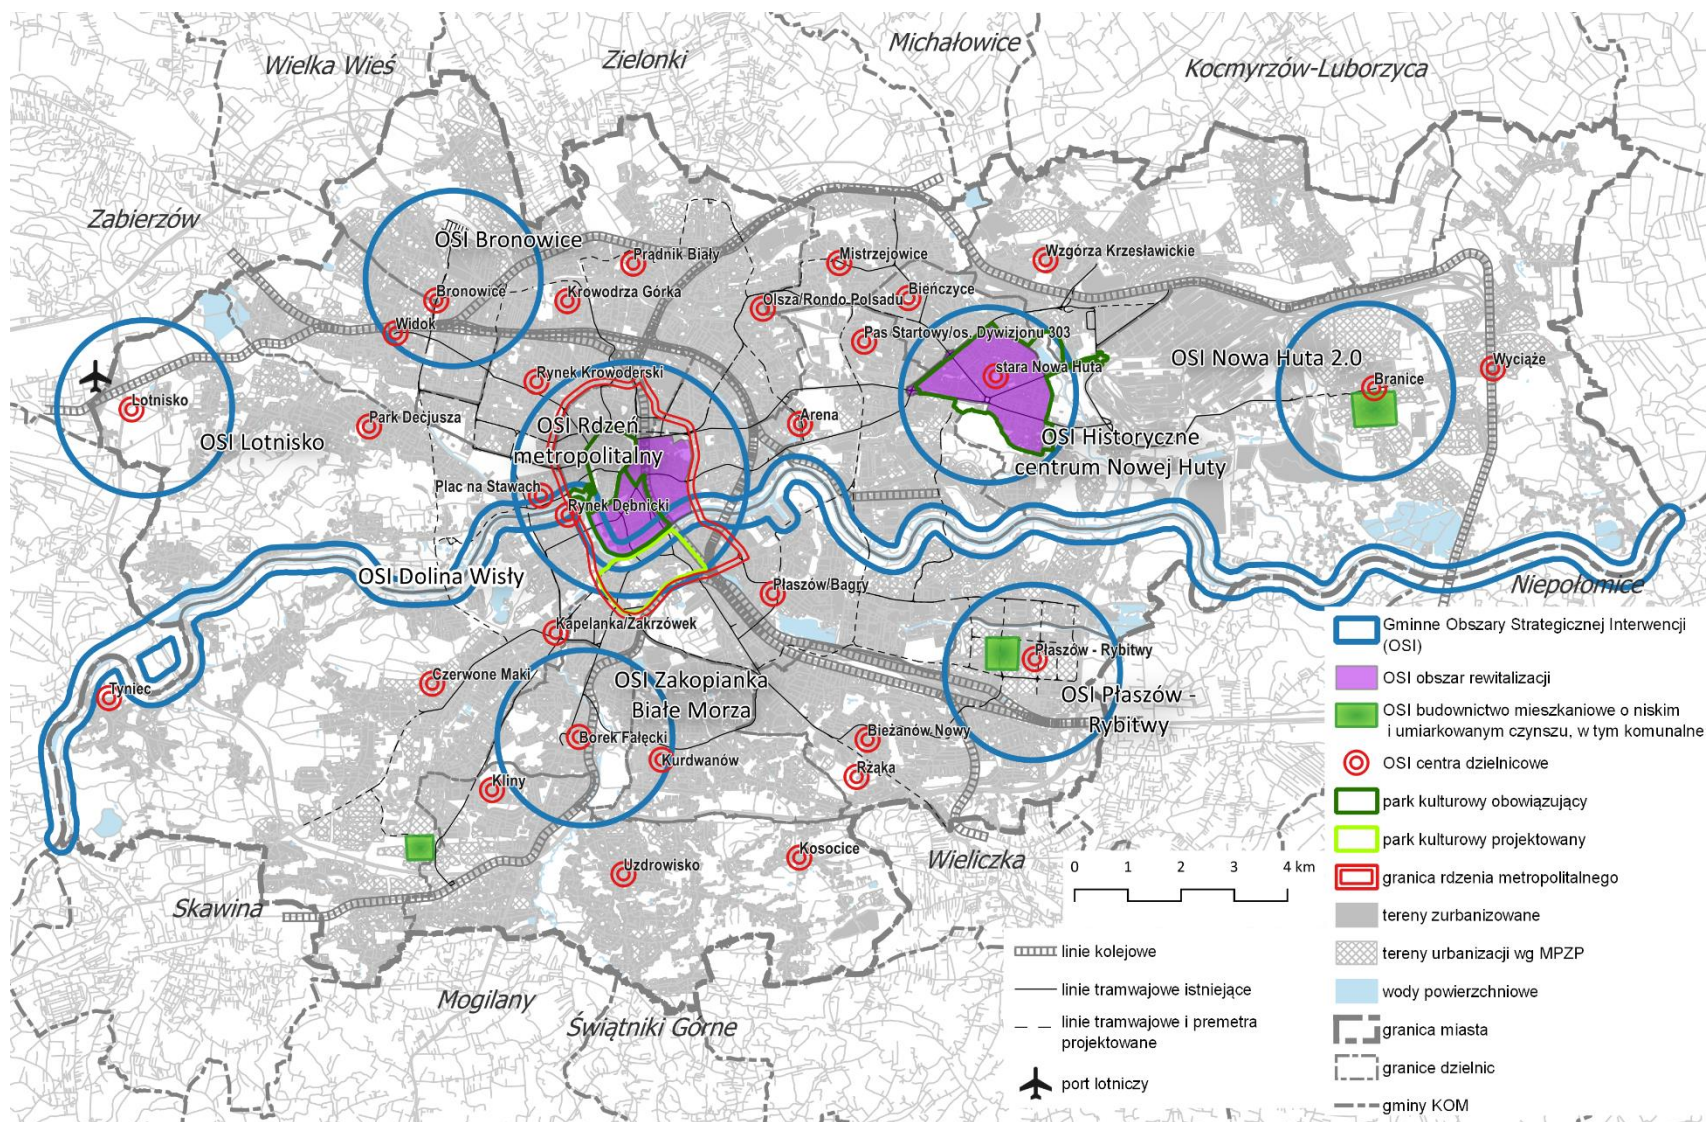 Wielka Wieś
Zielonki
Michałowice
Kocmyrzów-Luborzyca
Zabierzów
OSI Bronowice
Prądnik Biały
Mistrzejowice
Wzgórza Krzesławickie
Bronowice
Krowodrza Górka
Olsza/Rondo Polsadu
Bieńczyce
Widok
Pas Startowy/os. Dywizjonu 303
OSI Nowa Huta 2.0
Wyciąże
Rynek Krowoderski
stara Nowa Huta
Branice
Lotnisko
Park Decjusza
Arena
OSI Lotnisko
OSI Rdzeń
metropolitalny
OSI Historyczne
centrum Nowej Huty
Plac na Stawach
Rynek Dębnicki
OSI Dolina Wisły
Płaszów/Bagry
Niepołomice
Kapelanka/Zakrzówek
Płaszów - Rybitwy
Czerwone Maki
OSI Zakopianka
Białe Morza
OSI Płaszów -
Rybitwy
Tyniec
Borek Fałęcki
Bieżanów Nowy
Kurdwanów
Rżąka
Kliny
Uzdrowisko
Kosocice
Wieliczka
Skawina
Mogilany
Świątniki Górne
0 1 2 3 4 km
linie kolejowe
linie tramwajowe istniejące
linie tramwajowe i premetra
projektowane
port lotniczy
Gminne Obszary Strategicznej Interwencji
(OSI)
OSI obszar rewitalizacji
OSI budownictwo mieszkaniowe o niskim
i umiarkowanym czynszu, w tym komunalne
OSI centra dzielnicowe
park kulturowy obowiązujący
park kulturowy projektowany
granica rdzenia metropolitalnego
tereny zurbanizowane
tereny urbanizacji wg MPZP
wody powierzchniowe
granica miasta
granice dzielnic
gminy KOM